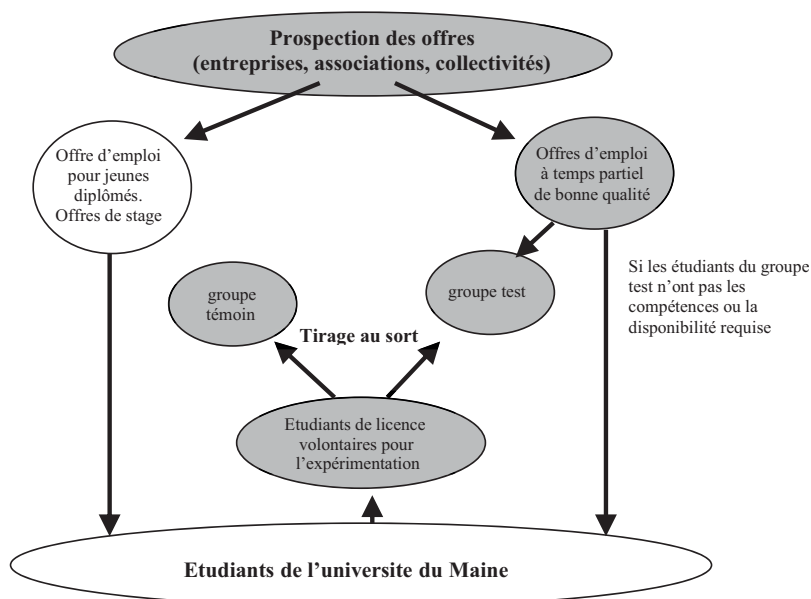 Prospection des offres
(entreprises, associations, collectivités)
Offre d’emploi
pour jeunes
diplômés.
Offres de stage
Offres d’emploi
à temps partiel
de bonne qualité
Si les étudiants du groupe
test n’ont pas les
compétences ou la
disponibilité requise
groupe
témoin
groupe test
Tirage au sort
Etudiants de licence
volontaires pour
l’expérimentation
Etudiants de l’universite du Maine